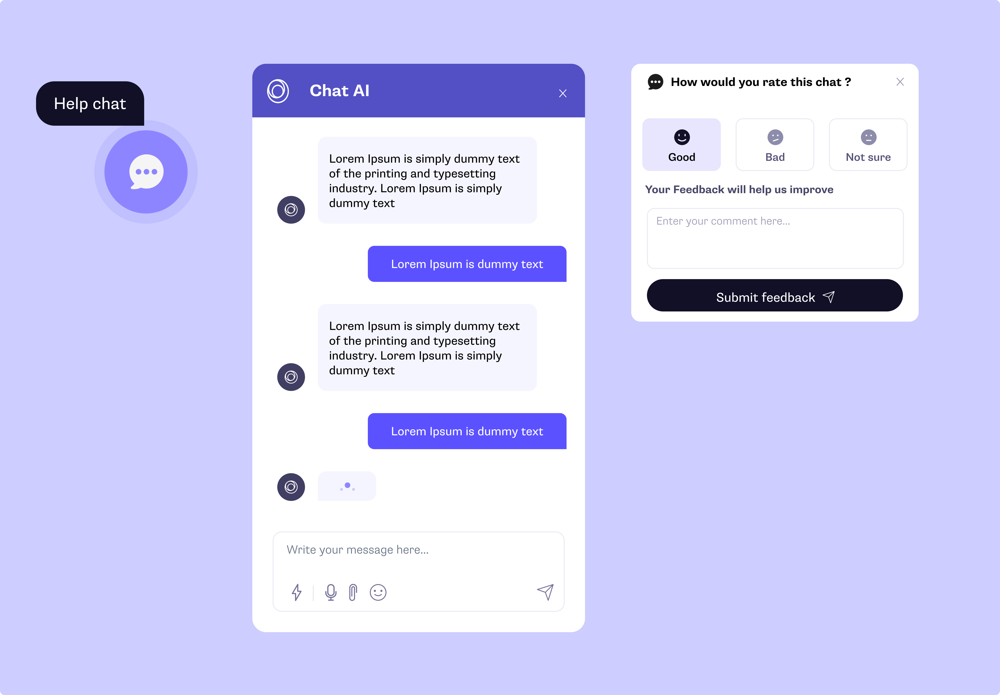 Help chat
Chat AI
Lorem Ipsum is simply dummy text
of the printing and typesetting
industry. Lorem Ipsum is simply
dummy text
Lorem Ipsum is dummy text
Lorem Ipsum is simply dummy text
of the printing and typesetting
industry. Lorem Ipsum is simply
dummy text
Lorem Ipsum is dummy text
Write your message here...
How would you rate this chat ?
Good
Bad
Not sure
Your Feedback will help us improve
Enter your comment here...
Submit feedback